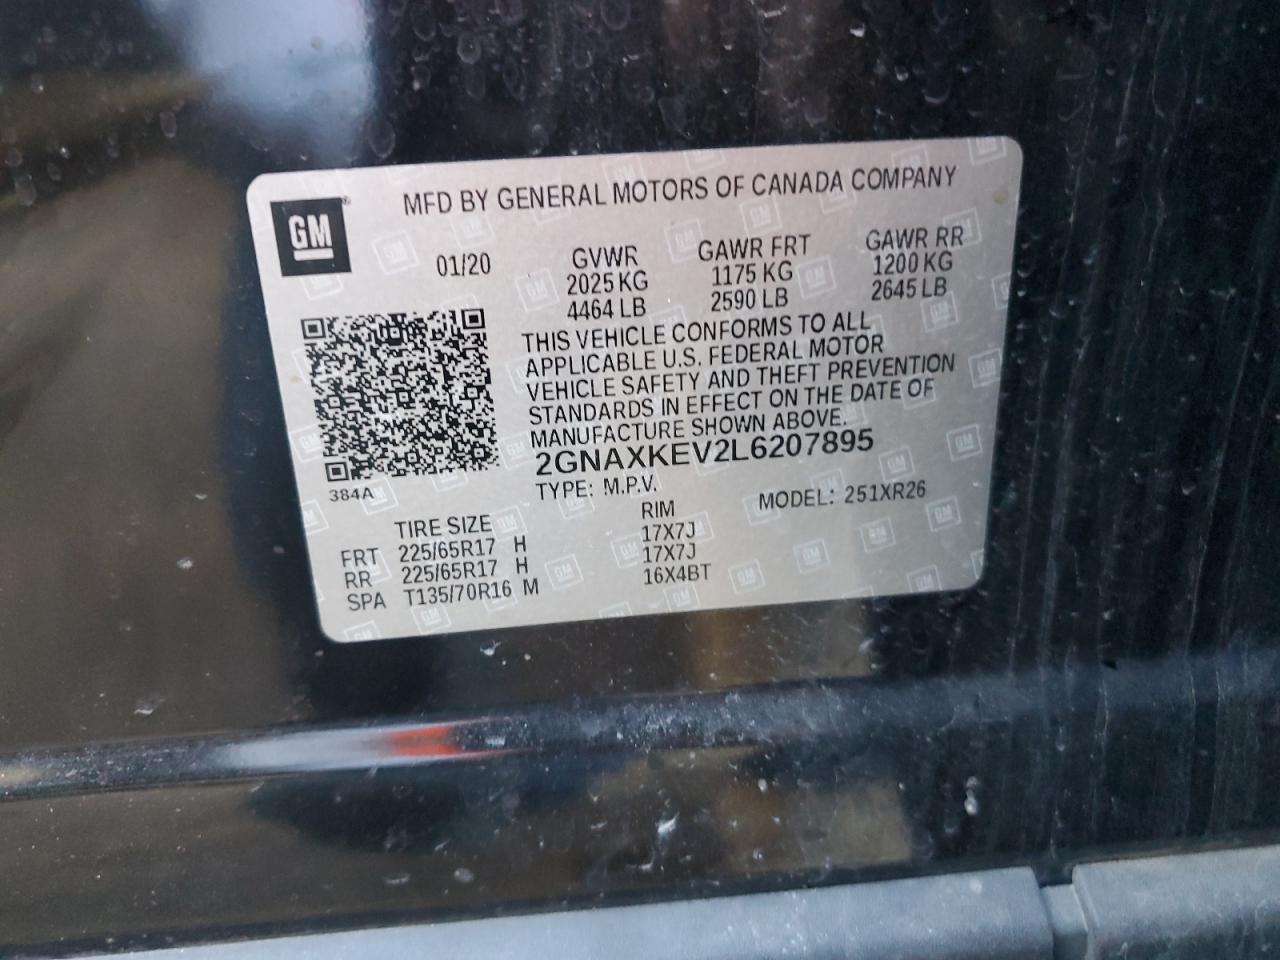 MFD BY GENERAL MOTORS OF CANADA COMPANY
GM®
01/20
GVWR GAWR FRT GAWR RR
2025 KG 1175 KG 1200 KG
4464 LB 2590 LB 2645 LB
THIS VEHICLE CONFORMS TO ALL
APPLICABLE U.S. FEDERAL MOTOR
VEHICLE SAFETY AND THEFT PREVENTION
STANDARDS IN EFFECT ON THE DATE OF
MANUFACTURE SHOWN ABOVE.
2GNAXKEV2L6207895
384A
TYPE: M.P.V. MODEL: 251XR26
TIRE SIZE RIM
FRT 225/65R17 H 17X7J
RR 225/65R17 H 17X7J
SPA T135/70R16 M 16X4BT